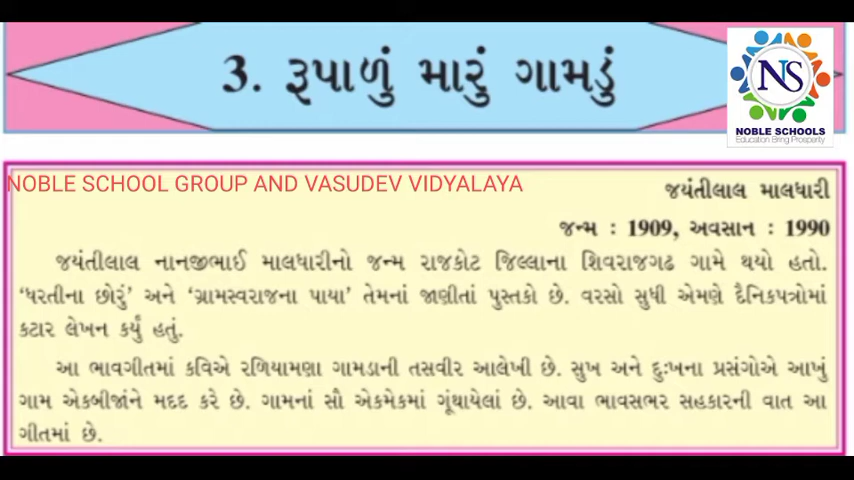 3. રૂપાળું મારું ગામડું
NS
NOBLE SCHOOLS
Education Bring Prosperity
NOBLE SCHOOL GROUP AND VASUDEV VIDYALAYA
જયંતીલાલ માલધારી
જન્મ : 1909, અવસાન : 1990
જયંતીલાલ નાનજીભાઈ માલધારીનો જન્મ રાજકોટ જિલ્લાના શિવરાજગઢ ગામે થયો હતો.
‘ધરતીના છોરું’ અને ‘ગ્રામસ્વરાજના પાયા’ તેમનાં જાણીતાં પુસ્તકો છે. વરસો સુધી એમણે દૈનિકપત્રોમાં
કટાર લેખન કર્યું હતું.
આ ભાવગીતમાં કવિએ રળિયામણા ગામડાની તસવીર આલેખી છે. સુખ અને દુઃખના પ્રસંગોએ આખું
ગામ એકબીજાંને મદદ કરે છે. ગામનાં સૌ એકમેકમાં ગૂંથાયેલાં છે. આવા ભાવસભર સહકારની વાત આ
ગીતમાં છે.